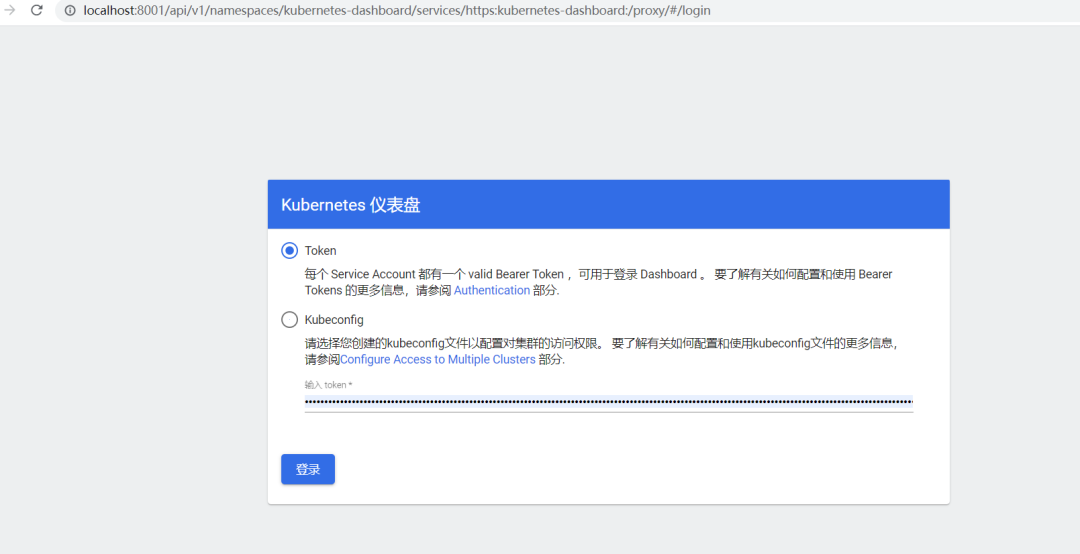 localhost:8001/api/v1/namespaces/kubernetes-dashboard/services/https:kubernetes-dashboard:/proxy/#/login
Kubernetes 仪表盘
Token
每个 Service Account 都有一个 valid Bearer Token ，可用于登录 Dashboard 。 要了解有关如何配置和使用 Bearer
Tokens 的更多信息，请参阅 Authentication 部分.
Kubeconfig
请选择您创建的kubeconfig文件以配置对集群的访问权限。 要了解有关如何配置和使用kubeconfig文件的更多信息，
请参阅Configure Access to Multiple Clusters 部分.
输入 token *
登录